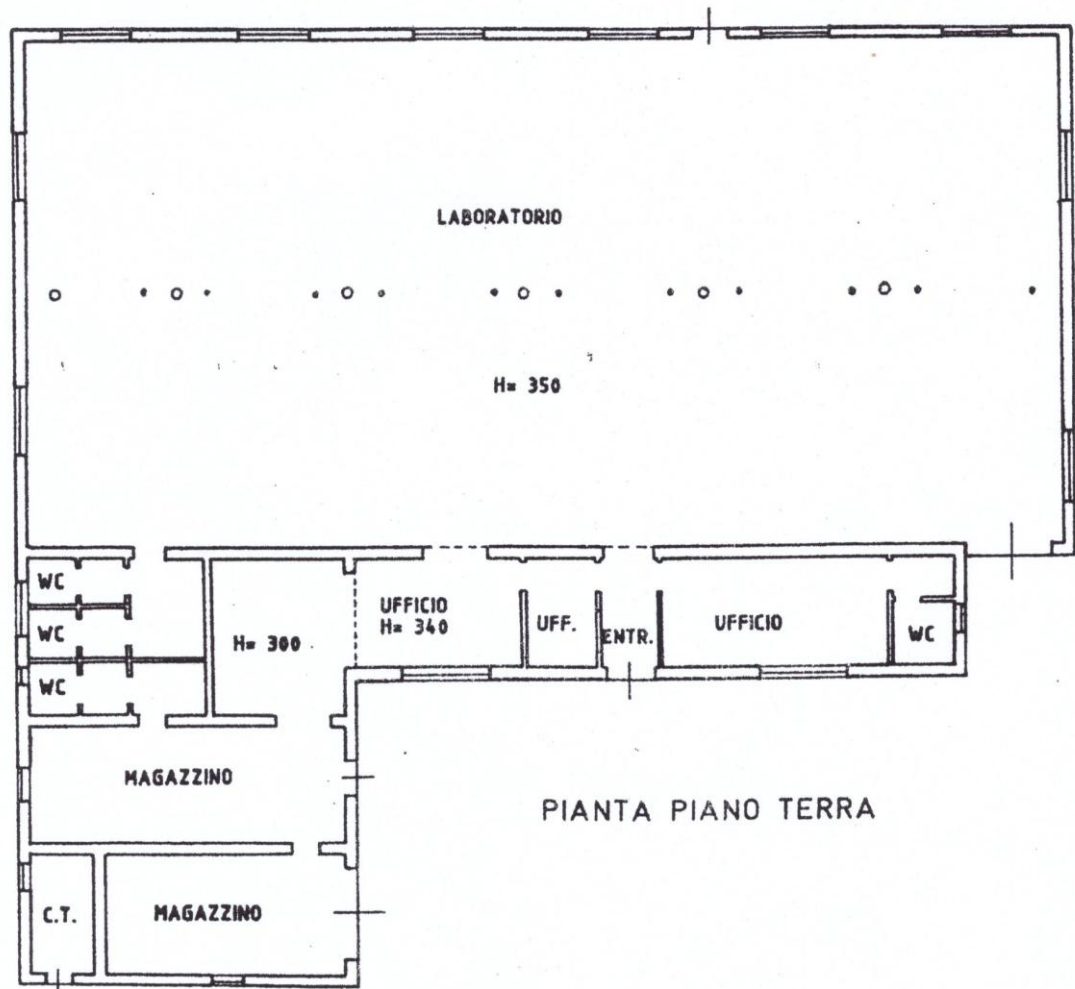 LABORATORIO
H= 350
WC
WC
WC
H= 300
UFFICIO
H= 340
UFF.
ENTR.
UFFICIO
WC
MAGAZZINO
PIANTA PIANO TERRA
C.T.
MAGAZZINO